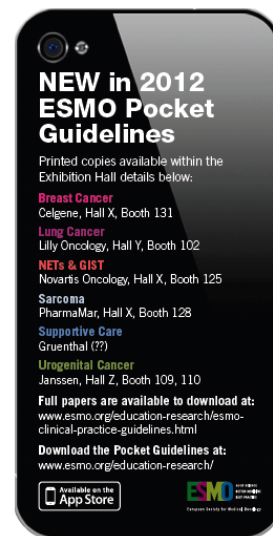 NEW in 2012
ESMO Pocket
Guidelines
Printed copies available within the
Exhibition Hall details below:
Breast Cancer
Celgene, Hall X, Booth 131
Lung Cancer
Lilly Oncology, Hall Y, Booth 102
NETs & GIST
Novartis Oncology, Hall X, Booth 125
Sarcoma
PharmaMar, Hall X, Booth 128
Supportive Care
Gruenthal (??)
Urogenital Cancer
Janssen, Hall Z, Booth 109, 110
Full papers are available to download at:
www.esmo.org/education-research/esmo-
clinical-practice-guidelines.html
Download the Pocket Guidelines at:
www.esmo.org/education-research/
Available on the
App Store
ESMO
European Society for Medical Oncology